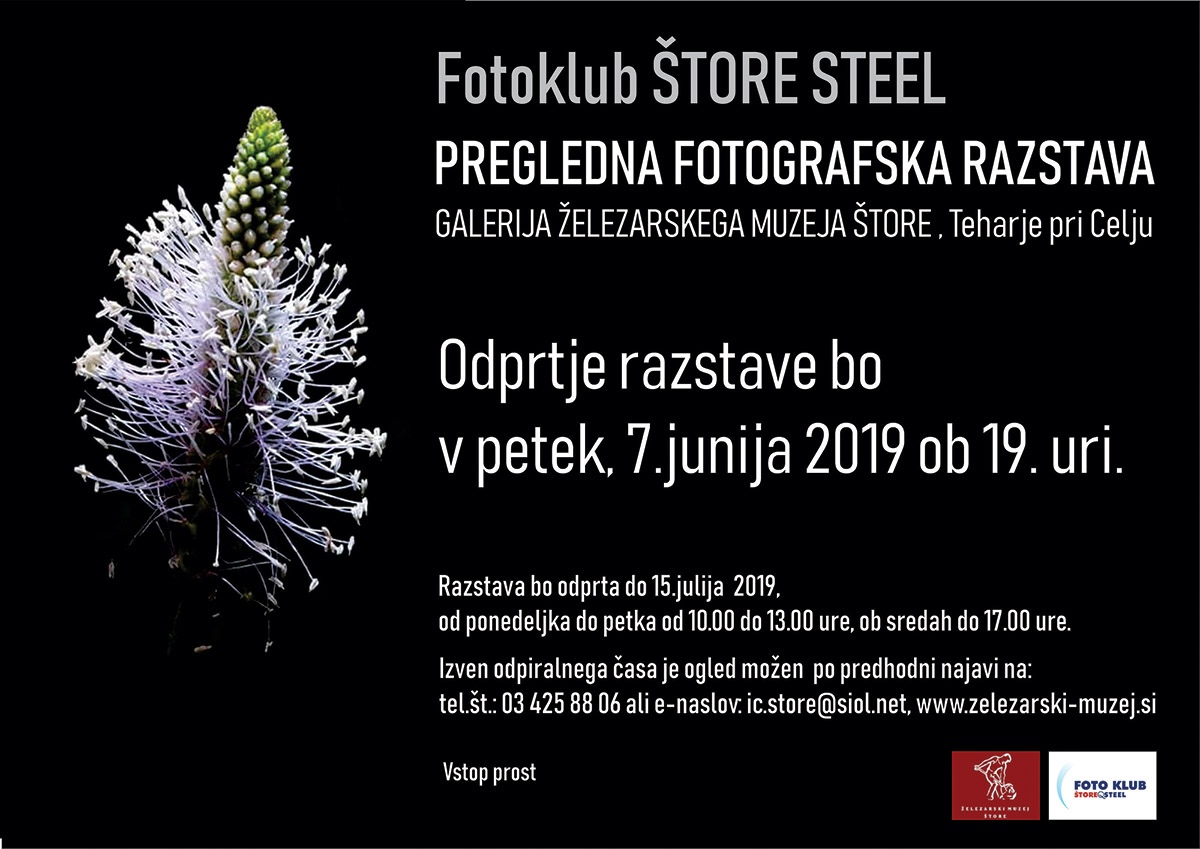 Fotoklub ŠTORE STEEL
PREGLEDNA FOTOGRAFSKA RAZSTAVA
GALERIJA ŽELEZARSKEGA MUZEJA ŠTORE , Teharje pri Celju
Odprtje razstave bo
v petek, 7.junija 2019 ob 19. uri.
Razstava bo odprta do 15.julija 2019,
od ponedeljka do petka od 10.00 do 13.00 ure, ob sredah do 17.00 ure.
Izven odpiralnega časa je ogled možen po predhodni najavi na:
tel.št.: 03 425 88 06 ali e-naslov: ic.store@siol.net, www.zelezarski-muzej.si
Vstop prost
ŽELEZARSKI MUZEJ
ŠTORE
FOTO KLUB
ŠTORE STEEL